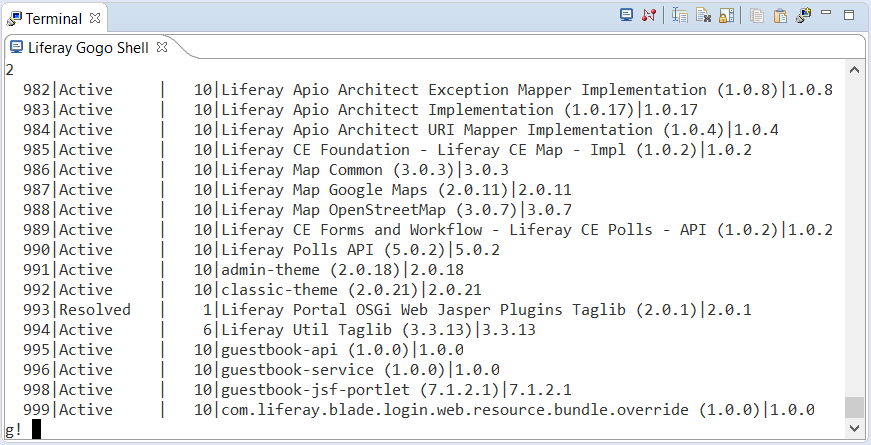 Terminal
Liferay Gogo Shell
2
982|Active     |   10|Liferay Apio Architect Exception Mapper Implementation (1.0.8)|1.0.8
983|Active     |   10|Liferay Apio Architect Implementation (1.0.17)|1.0.17
984|Active     |   10|Liferay Apio Architect URI Mapper Implementation (1.0.4)|1.0.4
985|Active     |   10|Liferay CE Foundation - Liferay CE Map - Impl (1.0.2)|1.0.2
986|Active     |   10|Liferay Map Common (3.0.3)|3.0.3
987|Active     |   10|Liferay Map Google Maps (2.0.11)|2.0.11
988|Active     |   10|Liferay Map OpenStreetMap (3.0.7)|3.0.7
989|Active     |   10|Liferay CE Forms and Workflow - Liferay CE Polls - API (1.0.2)|1.0.2
990|Active     |   10|Liferay Polls API (5.0.2)|5.0.2
991|Active     |   10|admin-theme (2.0.18)|2.0.18
992|Active     |   10|classic-theme (2.0.21)|2.0.21
993|Resolved   |    1|Liferay Portal OSGi Web Jasper Plugins Taglib (2.0.1)|2.0.1
994|Active     |    6|Liferay Util Taglib (3.3.13)|3.3.13
995|Active     |   10|guestbook-api (1.0.0)|1.0.0
996|Active     |   10|guestbook-service (1.0.0)|1.0.0
998|Active     |   10|guestbook-jsf-portlet (7.1.2.1)|7.1.2.1
999|Active     |   10|com.liferay.blade.login.web.resource.bundle.override (1.0.0)|1.0.0
g!